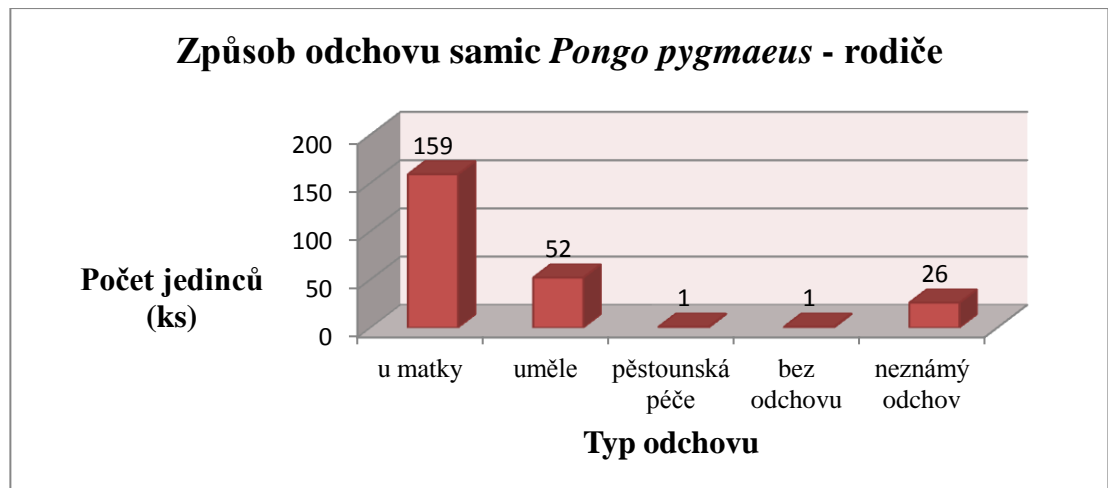 Způsob odchovu samic Pongo pygmaeus - rodiče
200
150
100
50
0
159
52
1
1
26
Počet jedinců
(ks)
u matky
uměle
pěstounská
péče
bez
odchovu
neznámý
odchov
Typ odchovu